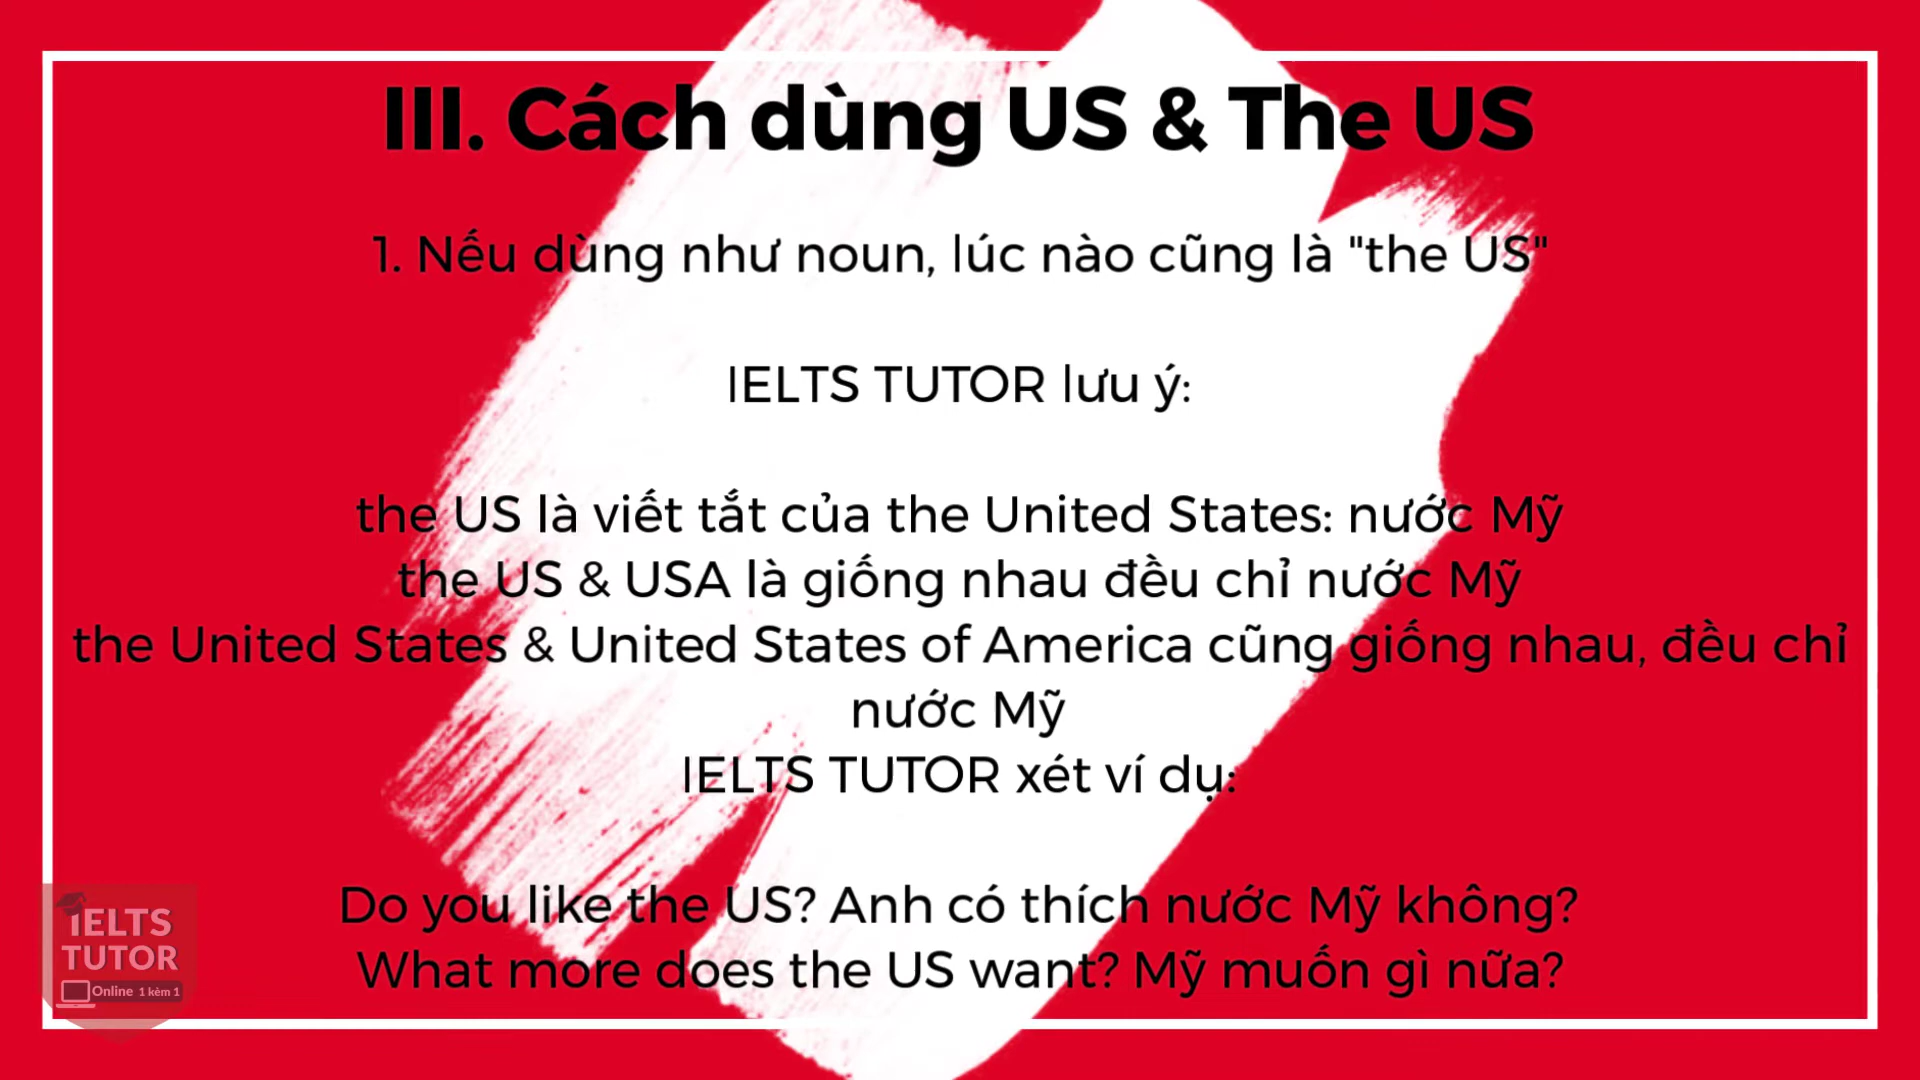 III. Cách dùng US & The US
1. Nếu dùng như noun, lúc nào cũng là "the US"
IELTS TUTOR lưu ý:
the US là viết tắt của the United States: nước Mỹ
the US & USA là giống nhau đều chỉ nước Mỹ
the United States & United States of America cũng giống nhau, đều chỉ
nước Mỹ
IELTS TUTOR xét ví dụ:
Do you like the US? Anh có thích nước Mỹ không?
What more does the US want? Mỹ muốn gì nữa?
IELTS
TUTOR
Online 1 kèm 1